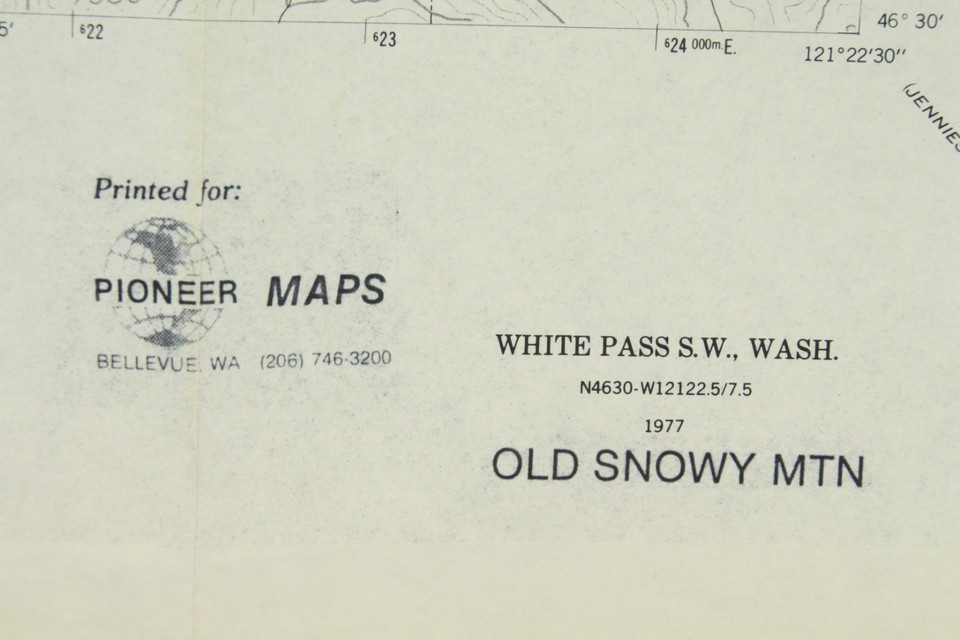 5'
⁶22
⁶23
⁶24 000m. E.
46° 30'
121°22'30"
(JENNIES
Printed for:
PIONEER MAPS
BELLEVUE, WA (206) 746-3200
WHITE PASS S.W., WASH.
N4630-W12122.5/7.5
1977
OLD SNOWY MTN